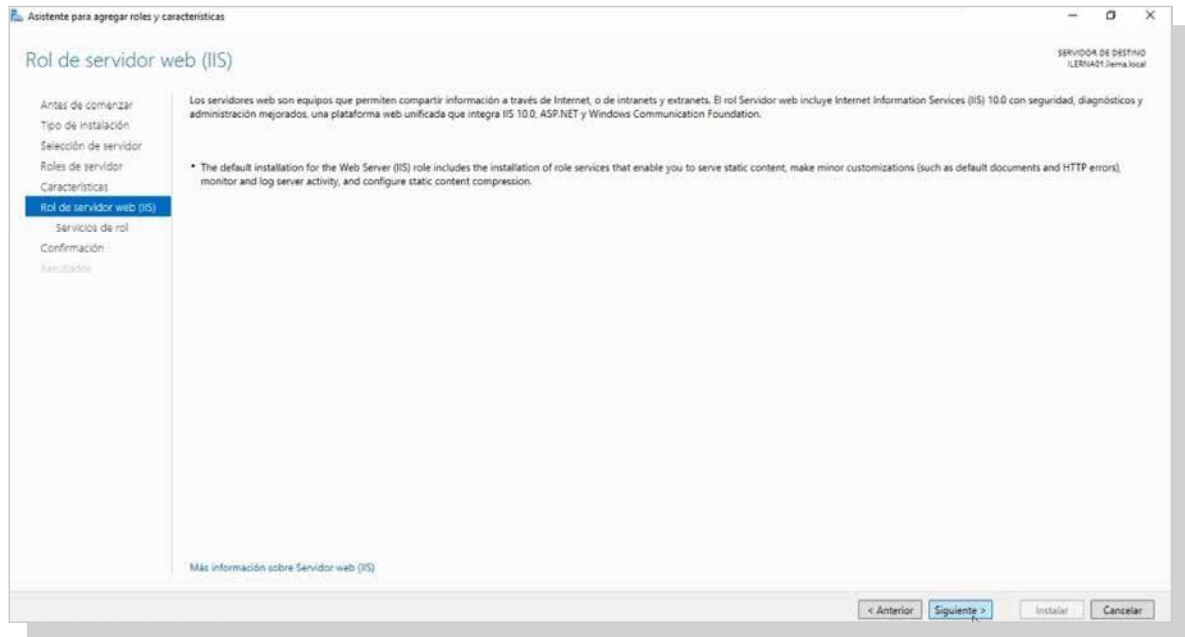 Asistente para agregar roles y características
Rol de servidor web (IIS)
SERVIDOR DE DESTINO
ILERNA01.ilerna.local
Antes de comenzar
Tipo de instalación
Selección de servidor
Roles de servidor
Características
Rol de servidor web (IIS)
Servicios de rol
Confirmación
Resultados
Los servidores web son equipos que permiten compartir información a través de Internet, o de intranets y extranets. El rol Servidor web incluye Internet Information Services (IIS) 10.0 con seguridad, diagnósticos y
administración mejorados, una plataforma web unificada que integra IIS 10.0, ASP.NET y Windows Communication Foundation.
• The default installation for the Web Server (IIS) role includes the installation of role services that enable you to serve static content, make minor customizations (such as default documents and HTTP errors),
monitor and log server activity, and configure static content compression.
Más información sobre Servidor web (IIS)
< Anterior Siguiente > Instalar Cancelar